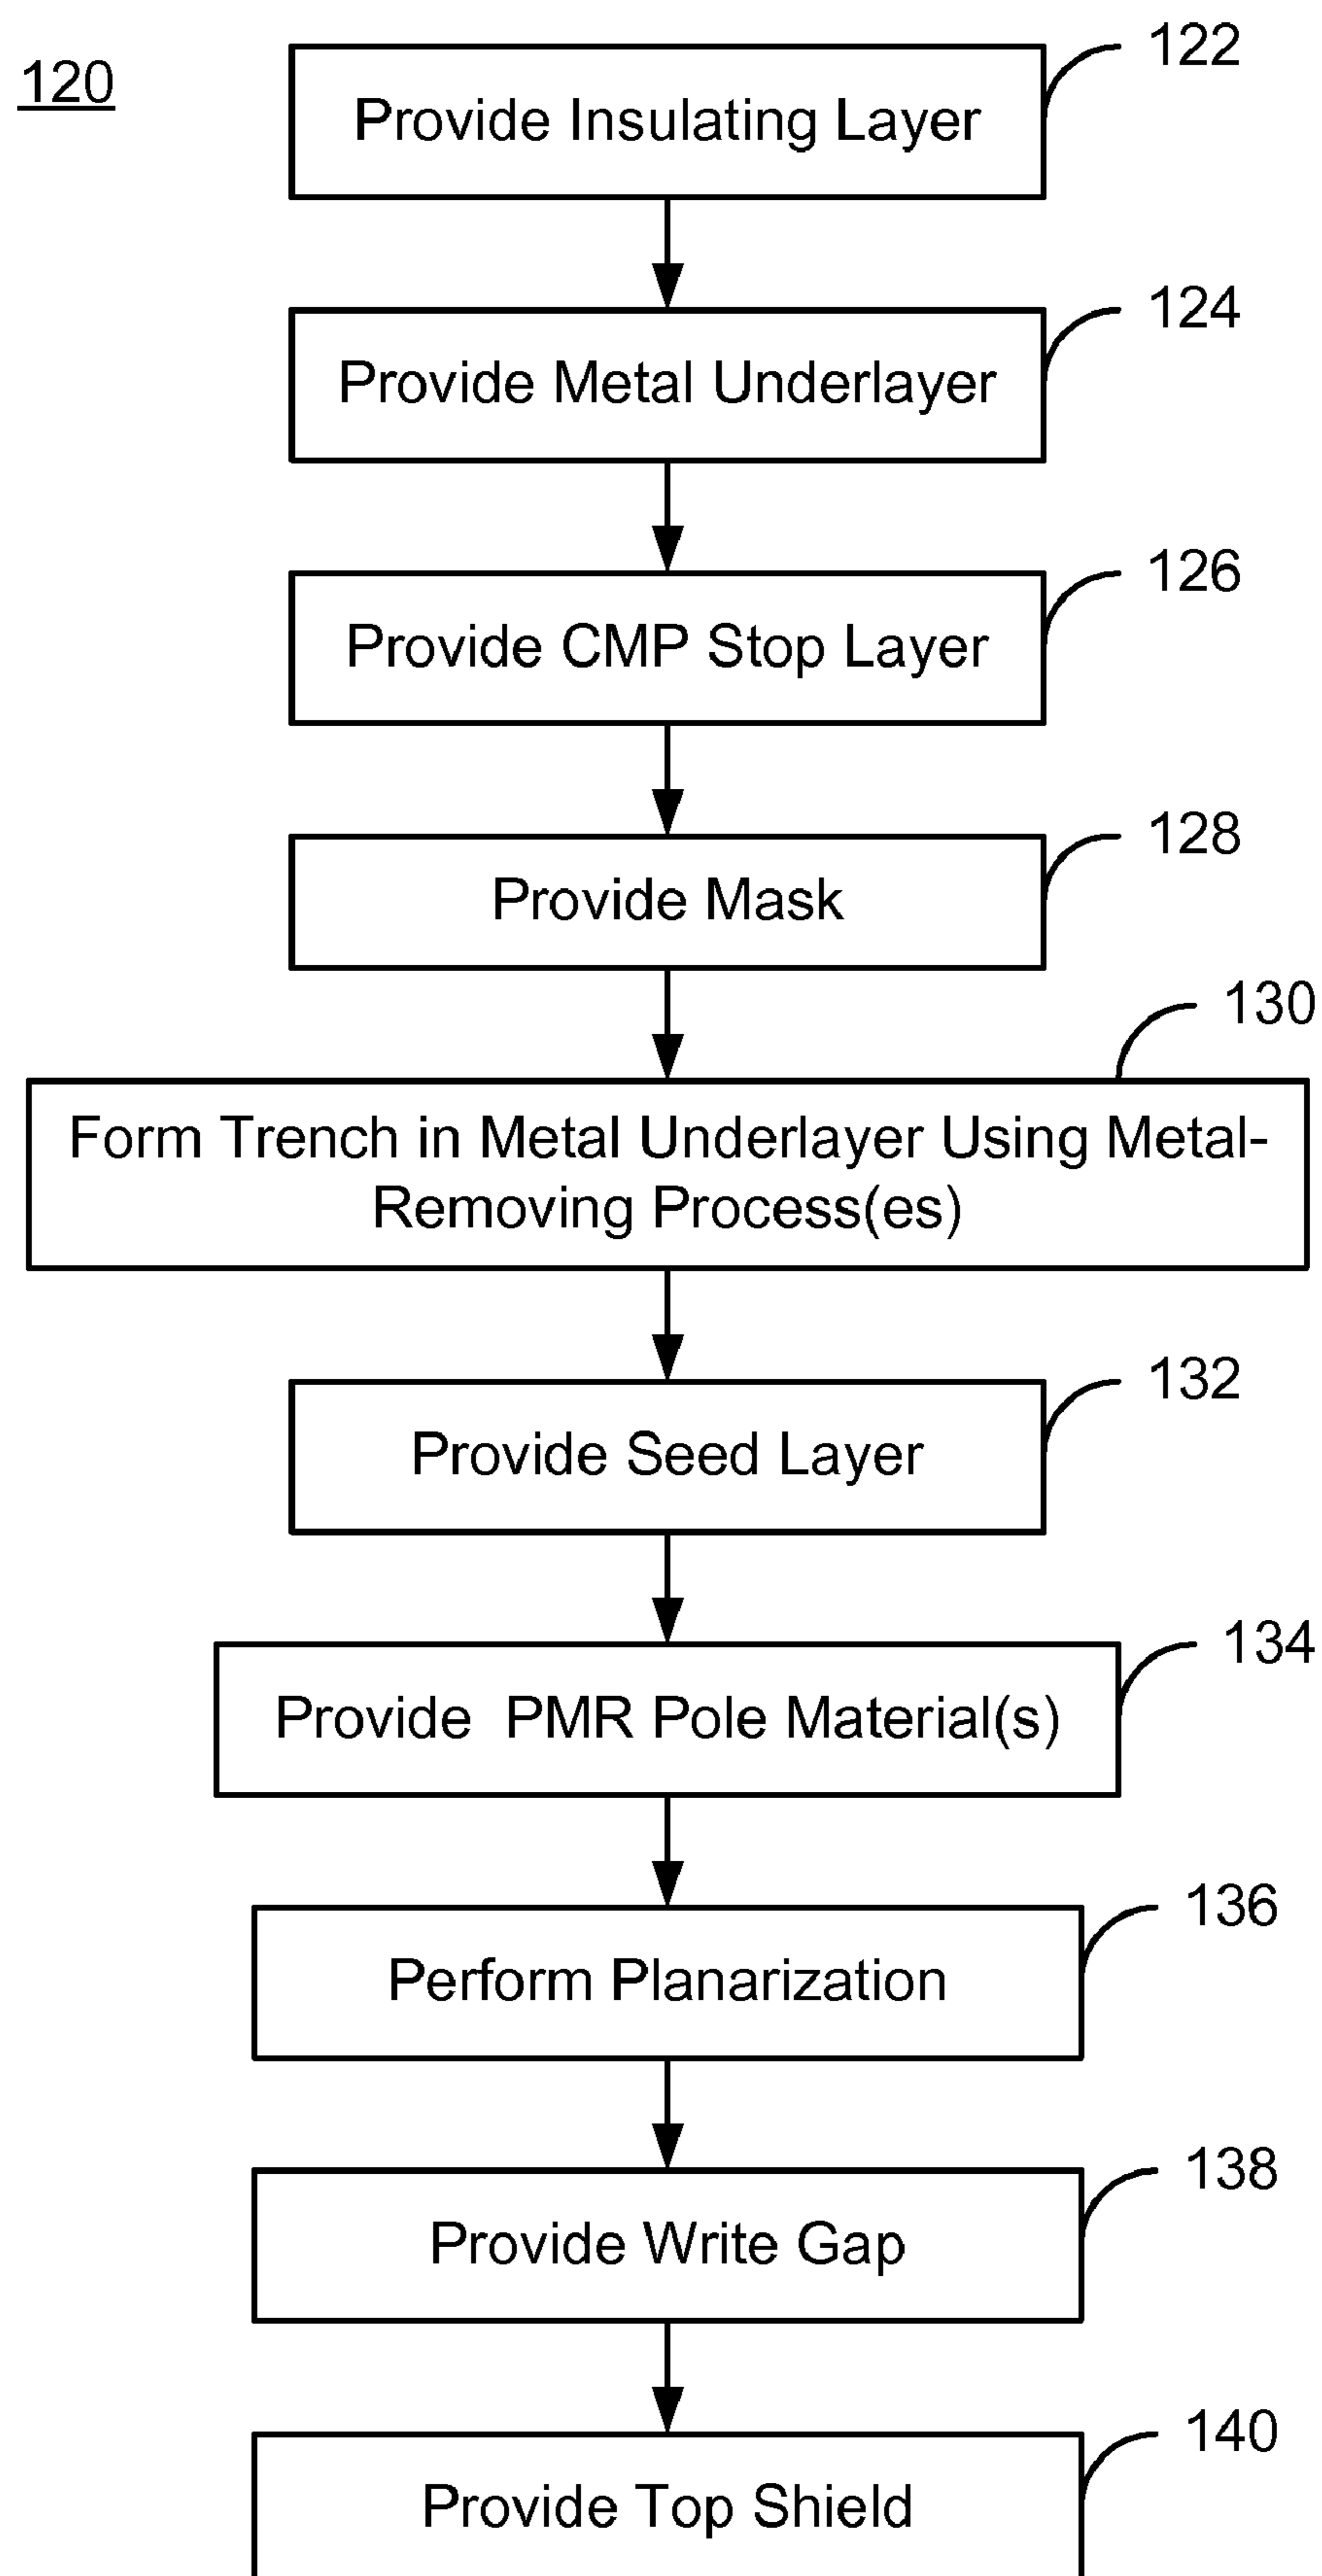 120
122
Provide Insulating Layer
124
Provide Metal Underlayer
126
Provide CMP Stop Layer
128
Provide Mask
130
Form Trench in Metal Underlayer Using Metal-
Removing Process(es)
132
Provide Seed Layer
134
Provide PMR Pole Material(s)
136
Perform Planarization
138
Provide Write Gap
140
Provide Top Shield